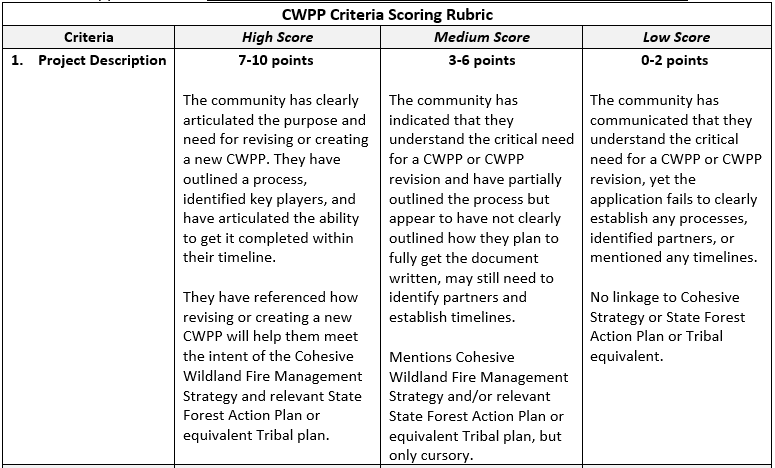 CWPP Criteria Scoring Rubric
Criteria
High Score
Medium Score
Low Score
1. Project Description
7-10 points
The community has clearly
articulated the purpose and
need for revising or creating
a new CWPP. They have
outlined a process,
identified key players, and
have articulated the ability
to get it completed within
their timeline.
They have referenced how
revising or creating a new
CWPP will help them meet
the intent of the Cohesive
Wildland Fire Management
Strategy and relevant State
Forest Action Plan or
equivalent Tribal plan.
3-6 points
The community has
indicated that they
understand the critical need
for a CWPP or CWPP
revision and have partially
outlined the process but
appear to have not clearly
outlined how they plan to
fully get the document
written, may still need to
identify partners and
establish timelines.
Mentions Cohesive
Wildland Fire Management
Strategy and/or relevant
State Forest Action Plan or
equivalent Tribal plan, but
only cursory.
0-2 points
The community has
communicated that they
understand the critical
need for a CWPP or CWPP
revision, yet the
application fails to clearly
establish any processes,
identified partners, or
mentioned any timelines.
No linkage to Cohesive
Strategy or State Forest
Action Plan or Tribal
equivalent.